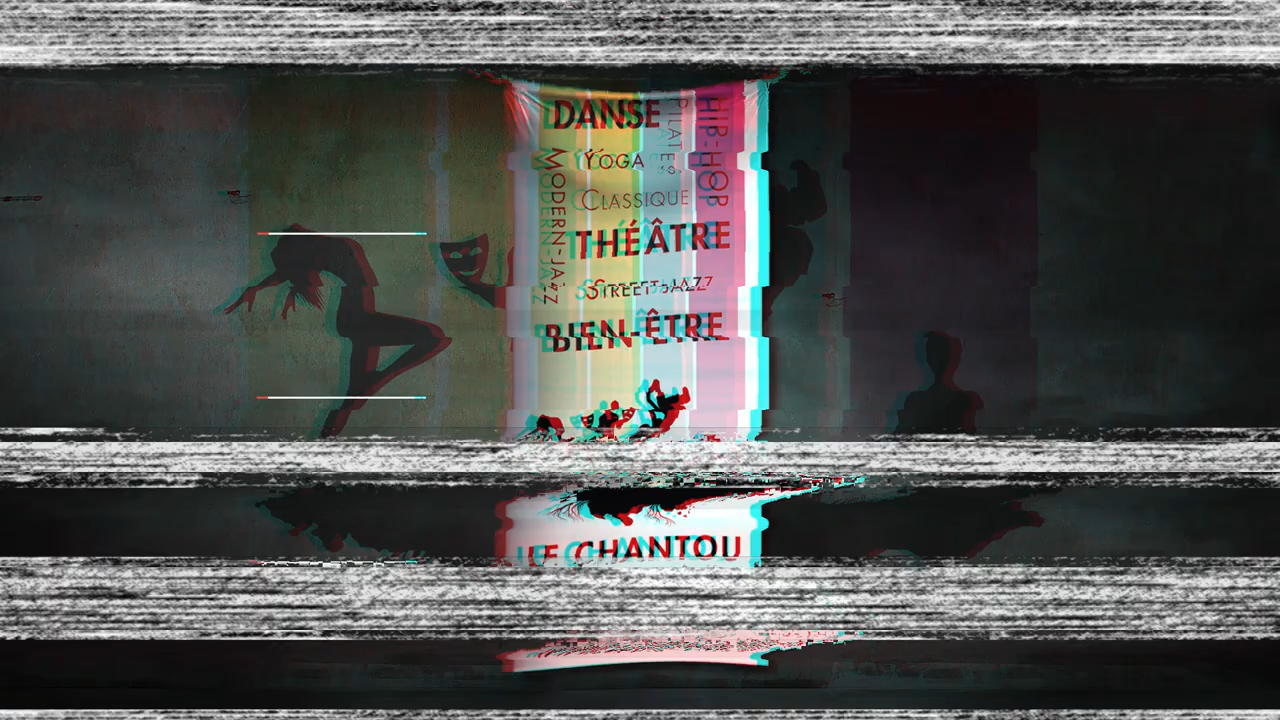 DANSE
PILATES
HIP-HOP
YOGA
MODERN-JAZZ
CLASSIQUE
THÉÂTRE
STREET-JAZZ
BIEN-ÊTRE
LE CHANTOU